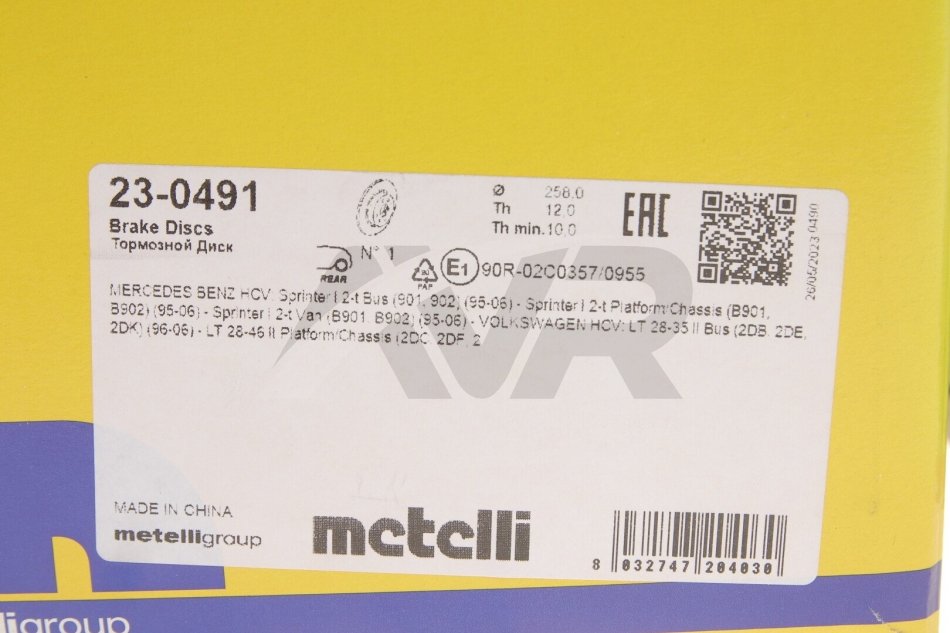 23-0491
Brake Discs
Тормозной Диск
Ø 258.0
Th 12.0
Th min. 10.0
EAC
26/05/2023 0490
REAR
N° 1
PAP
E1 90R-02C0357/0955
MERCEDES BENZ HCV: Sprinter I 2-t Bus (901, 902) (95-06) - Sprinter I 2-t Platform/Chassis (B901,
B902) (95-06) - Sprinter I 2-t Van (B901, B902) (95-06) - VOLKSWAGEN HCV: LT 28-35 II Bus (2DB, 2DE,
2DK) (96-06) - LT 28-46 II Platform/Chassis (2DC, 2DF, 2
AVR
MADE IN CHINA
metelligroup
metelli
8 032747 204030
lligroup